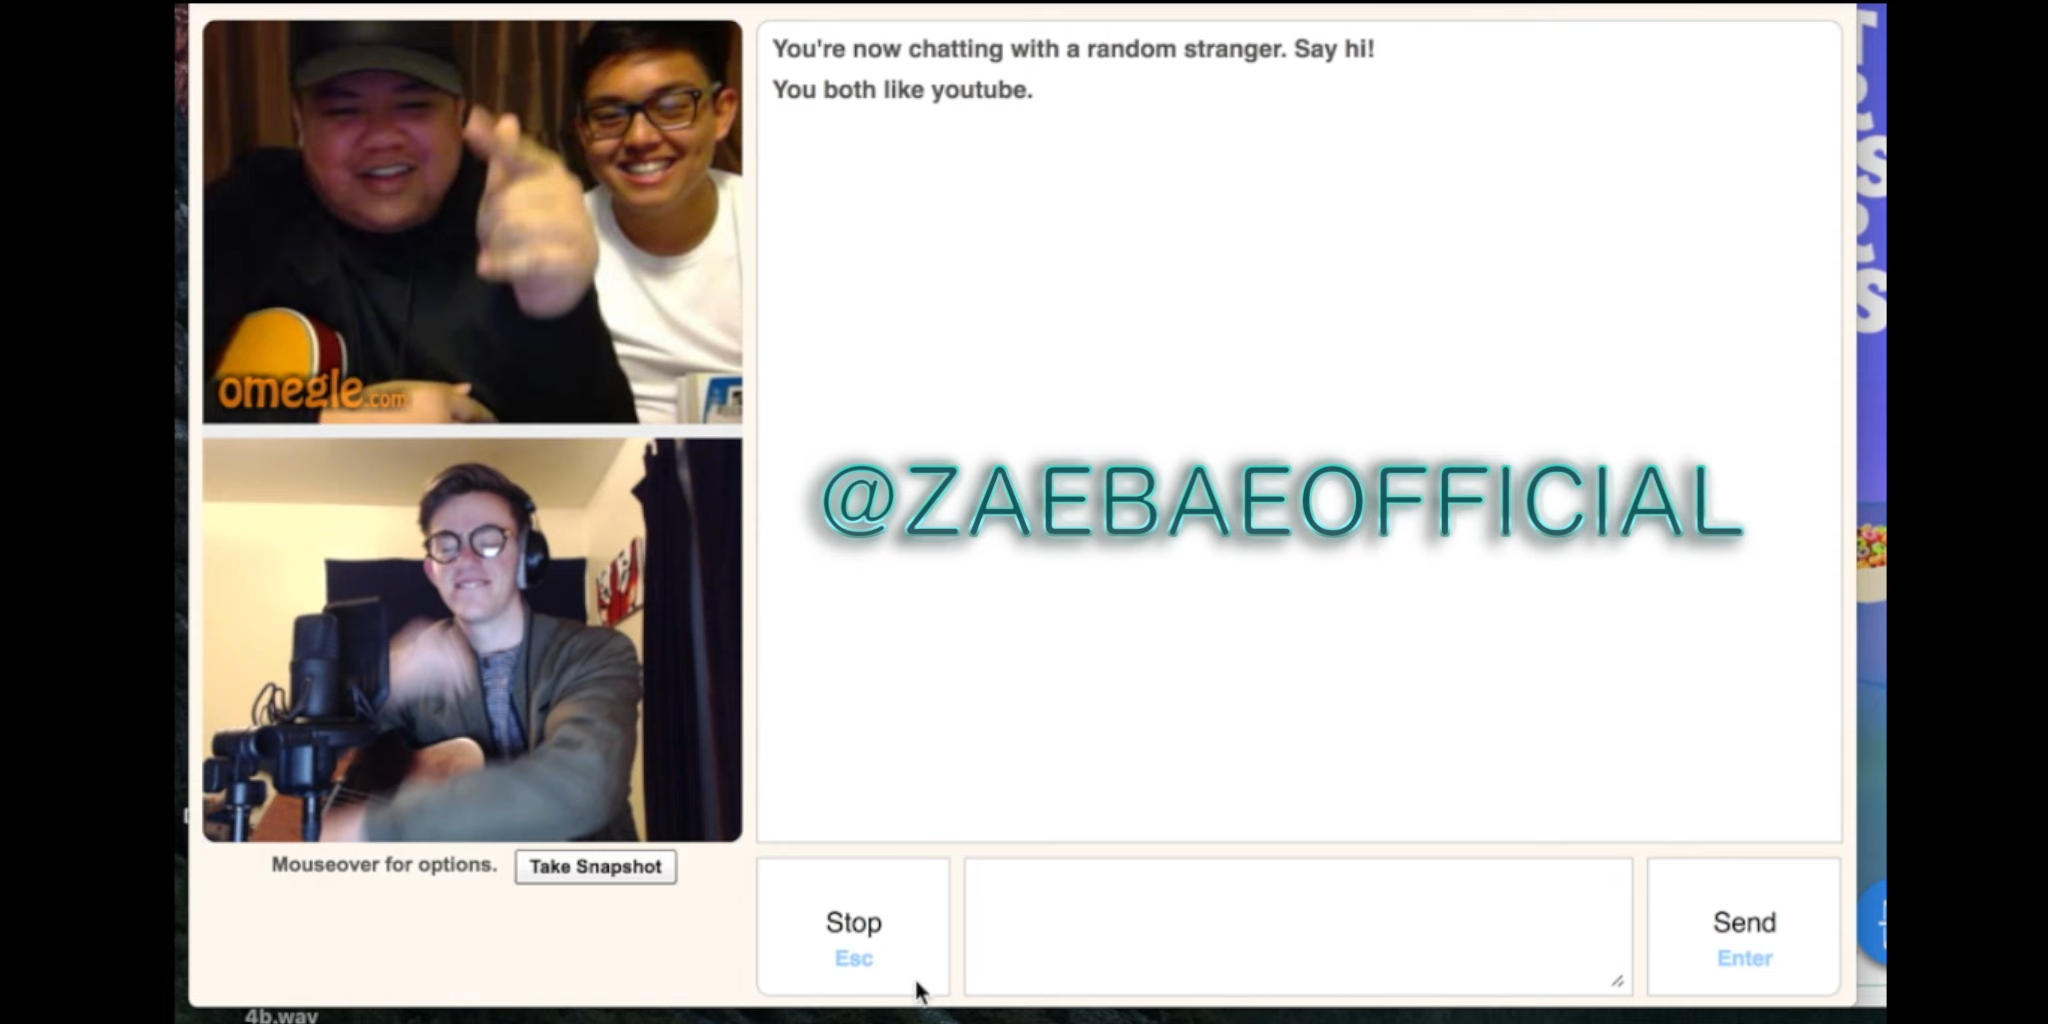 You're now chatting with a random stranger. Say hi!
You both like youtube.
omegle.com
@ZAEBAEOFFICIAL
Mouseover for options.
Take Snapshot
Stop
Esc
Send
Enter
4b.wav